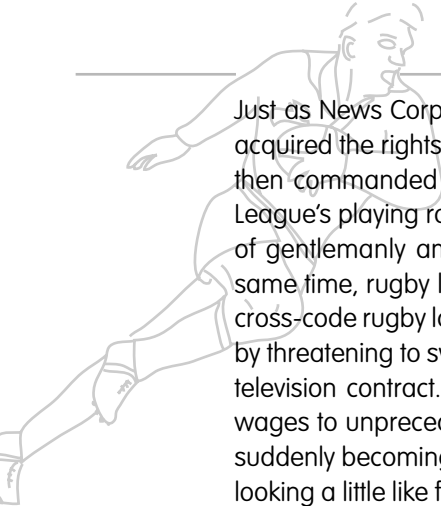 Just as News Corp
acquired the rights
then commanded
League's playing ra
of gentlemanly an
same time, rugby l
cross-code rugby lo
by threatening to sv
television contract.
wages to unpreced
suddenly becoming
looking a little like f